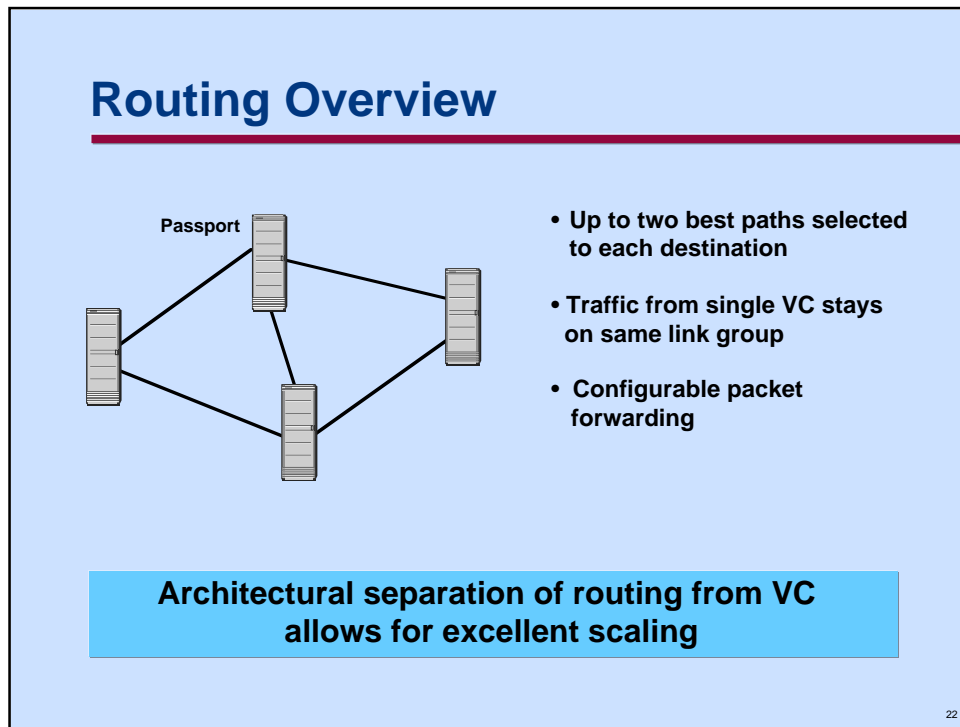 Routing Overview
Passport
• Up to two best paths selected
to each destination
• Traffic from single VC stays
on same link group
• Configurable packet
forwarding
Architectural separation of routing from VC
allows for excellent scaling
22